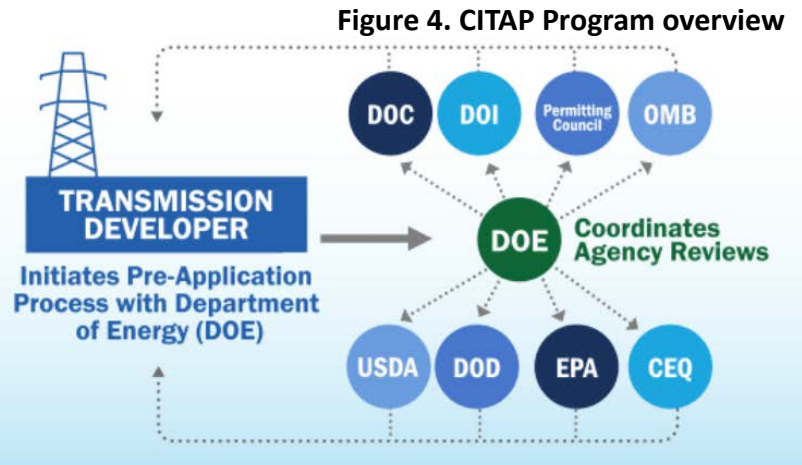 Figure 4. CITAP Program overview
DOC
DOI
Permitting
Council
OMB
TRANSMISSION
DEVELOPER
DOE
Coordinates
Agency Reviews
Initiates Pre-Application
Process with Department
of Energy (DOE)
USDA
DOD
EPA
CEQ